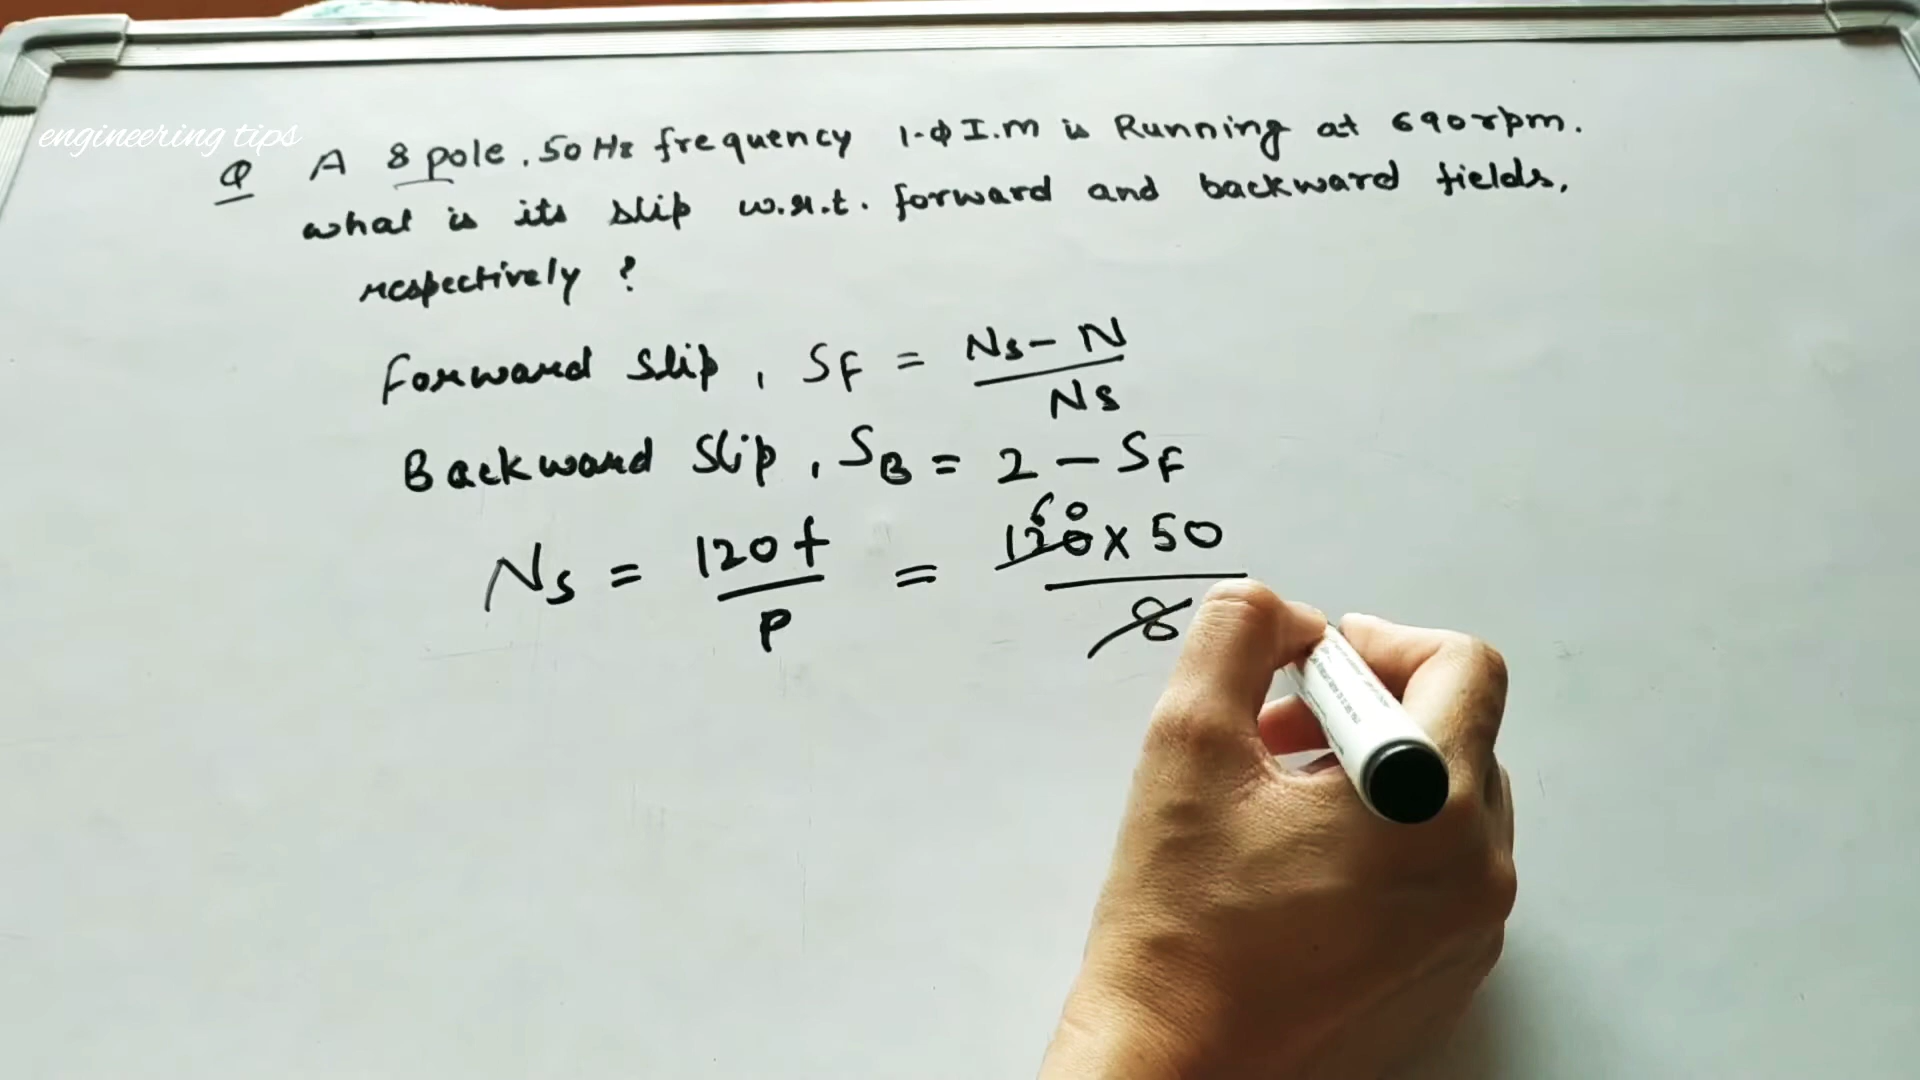 engineering tips
Q A 8 pole, 50 Hz frequency 1-ϕ I.M is Running at 690 rpm.
what is its slip w.r.t. forward and backward fields,
respectively ?
Forward slip, SF = Ns - N / Ns
Backward Slip, SB = 2 - SF
60
Ns = 120f / P = 120 x 50 / 8